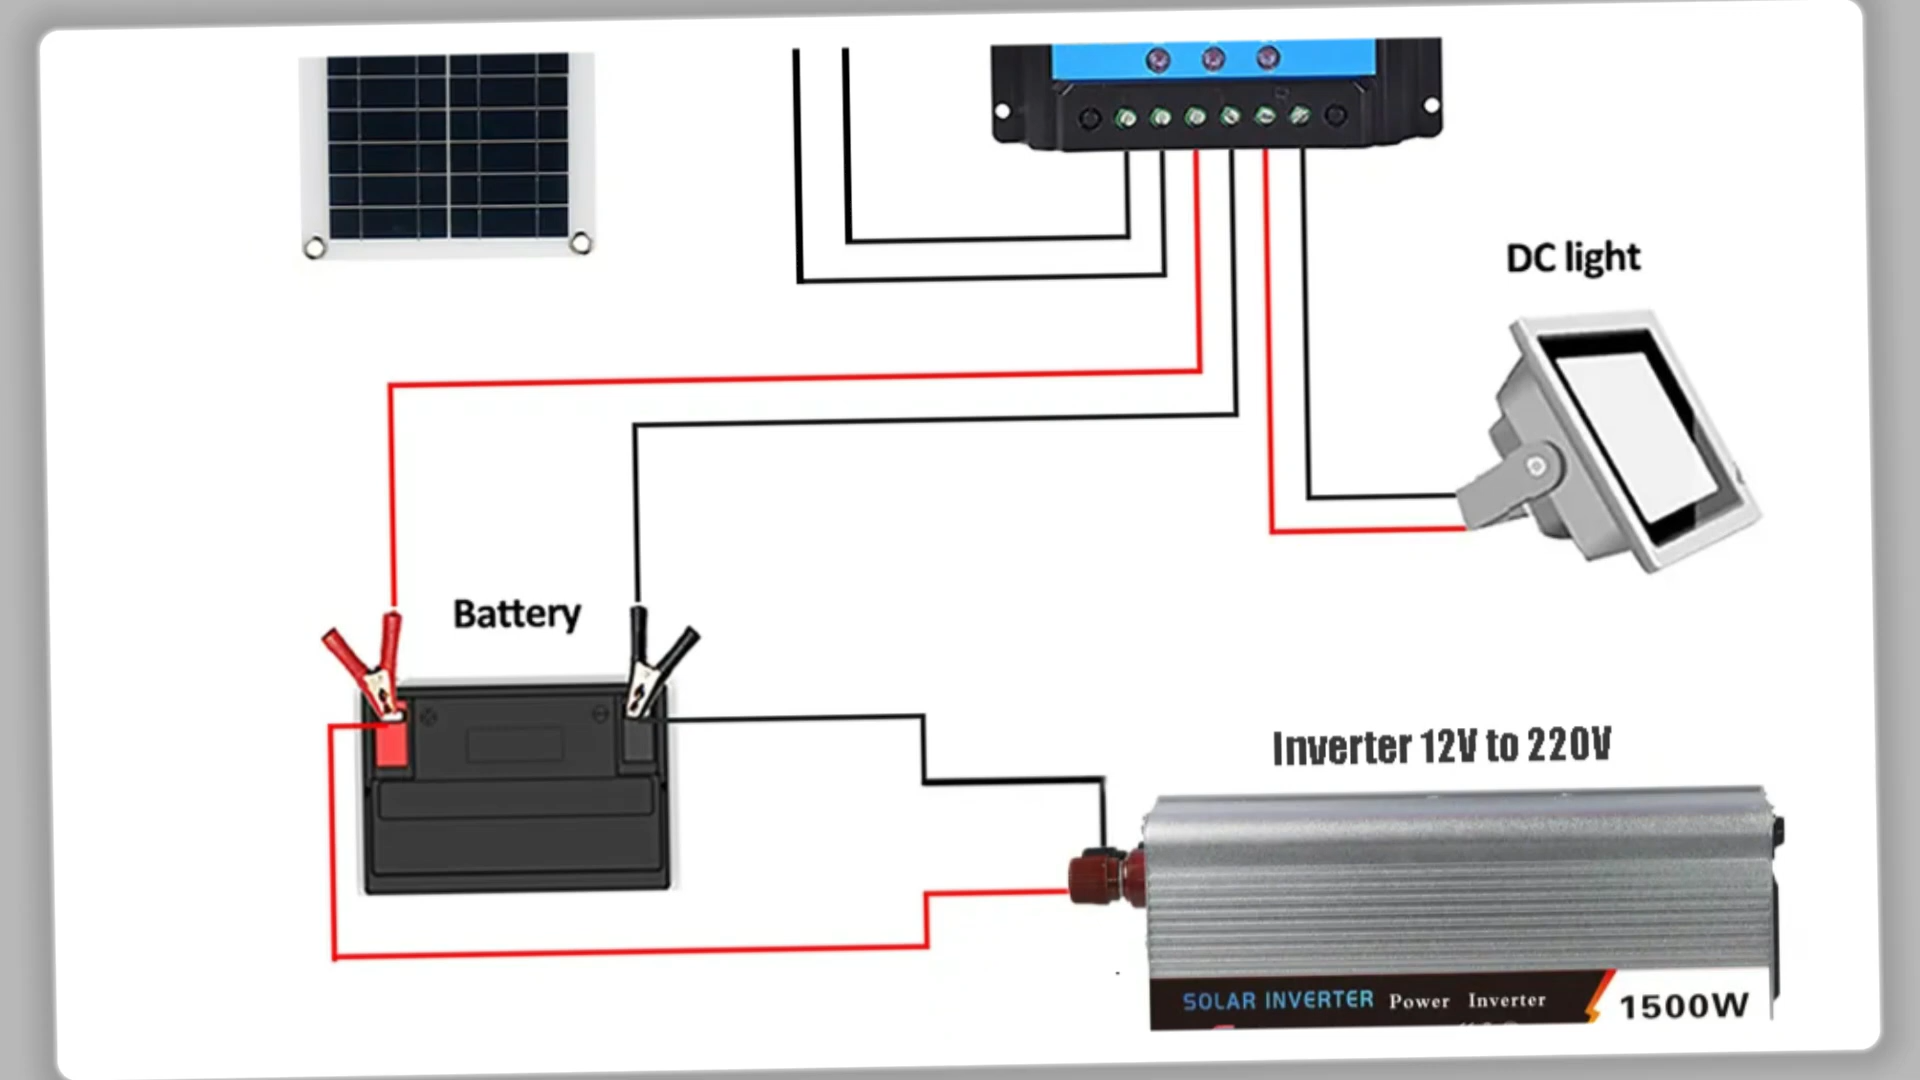 DC light
Battery
Inverter 12V to 220V
SOLAR INVERTER Power Inverter
1500W